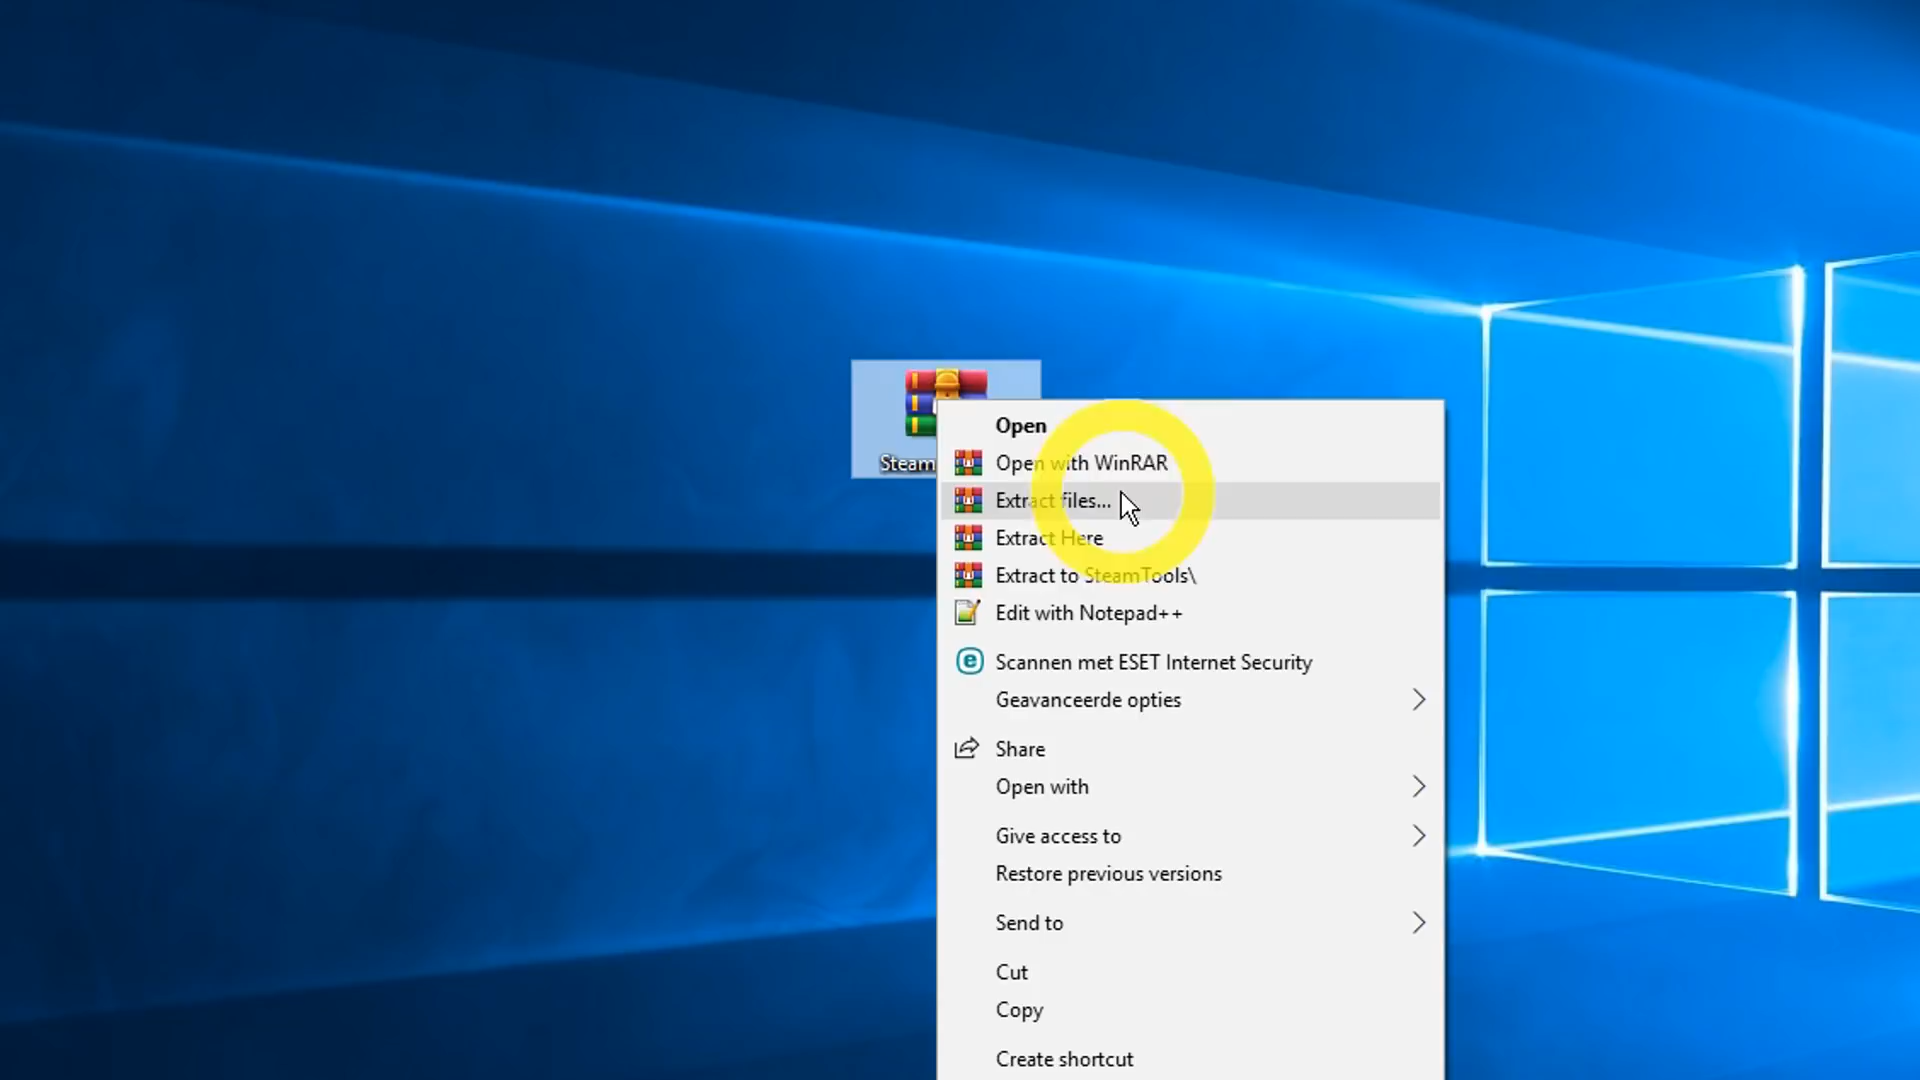 Steam
Open
Open with WinRAR
Extract files...
Extract Here
Extract to SteamTools\
Edit with Notepad++
Scannen met ESET Internet Security
Geavanceerde opties
Share
Open with
Give access to
Restore previous versions
Send to
Cut
Copy
Create shortcut